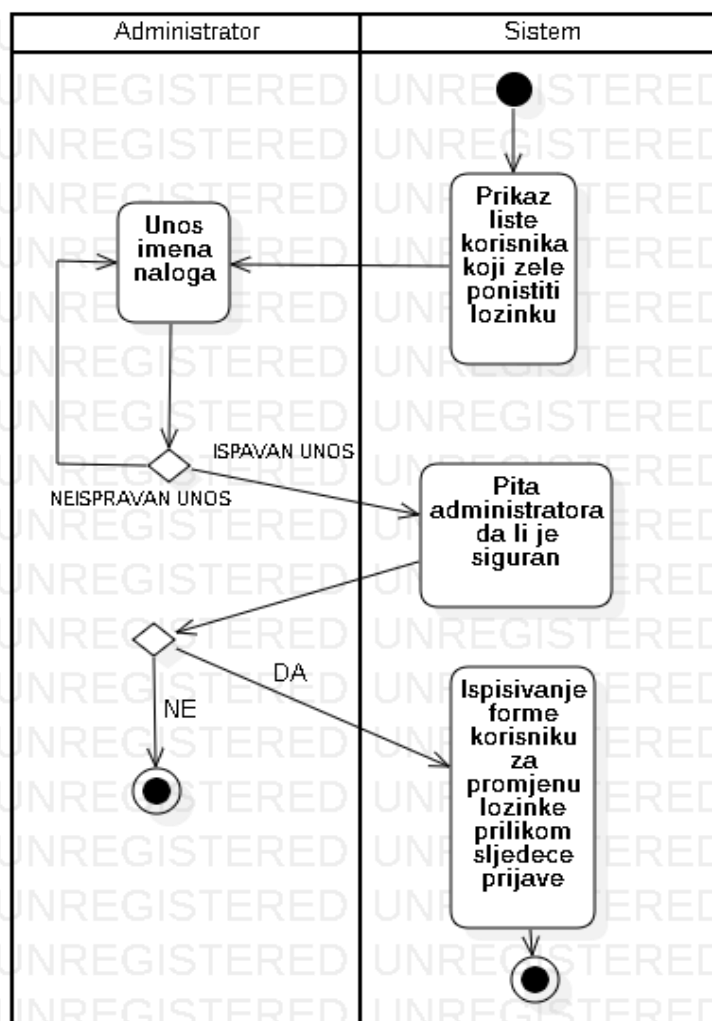 Administrator
Sistem
Prikaz
liste
korisnika
koji zele
ponistiti
lozinku
Unos
imena
naloga
ISPAVAN UNOS
NEISPRAVAN UNOS
Pita
administratora
da li je
siguran
DA
NE
Ispisivanje
forme
korisniku
za
promjenu
lozinke
prilikom
sljedece
prijave
UNREGISTERED